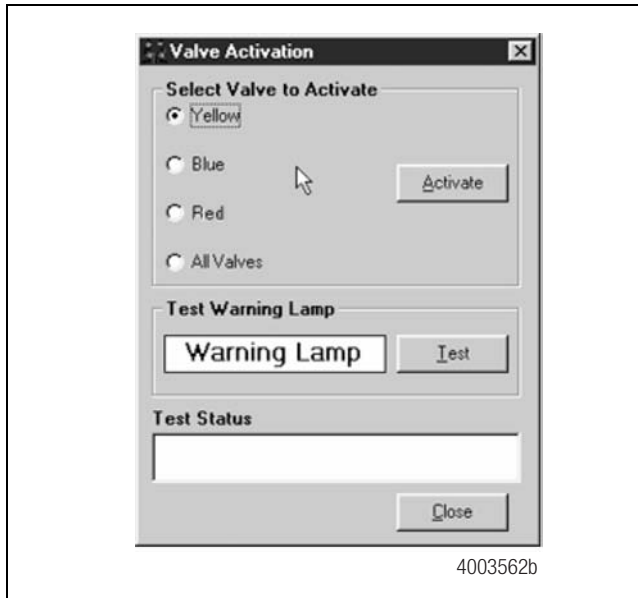 Valve Activation
Select Valve to Activate
Yellow
Blue
Activate
Red
All Valves
Test Warning Lamp
Warning Lamp
Test
Test Status
Close
4003562b